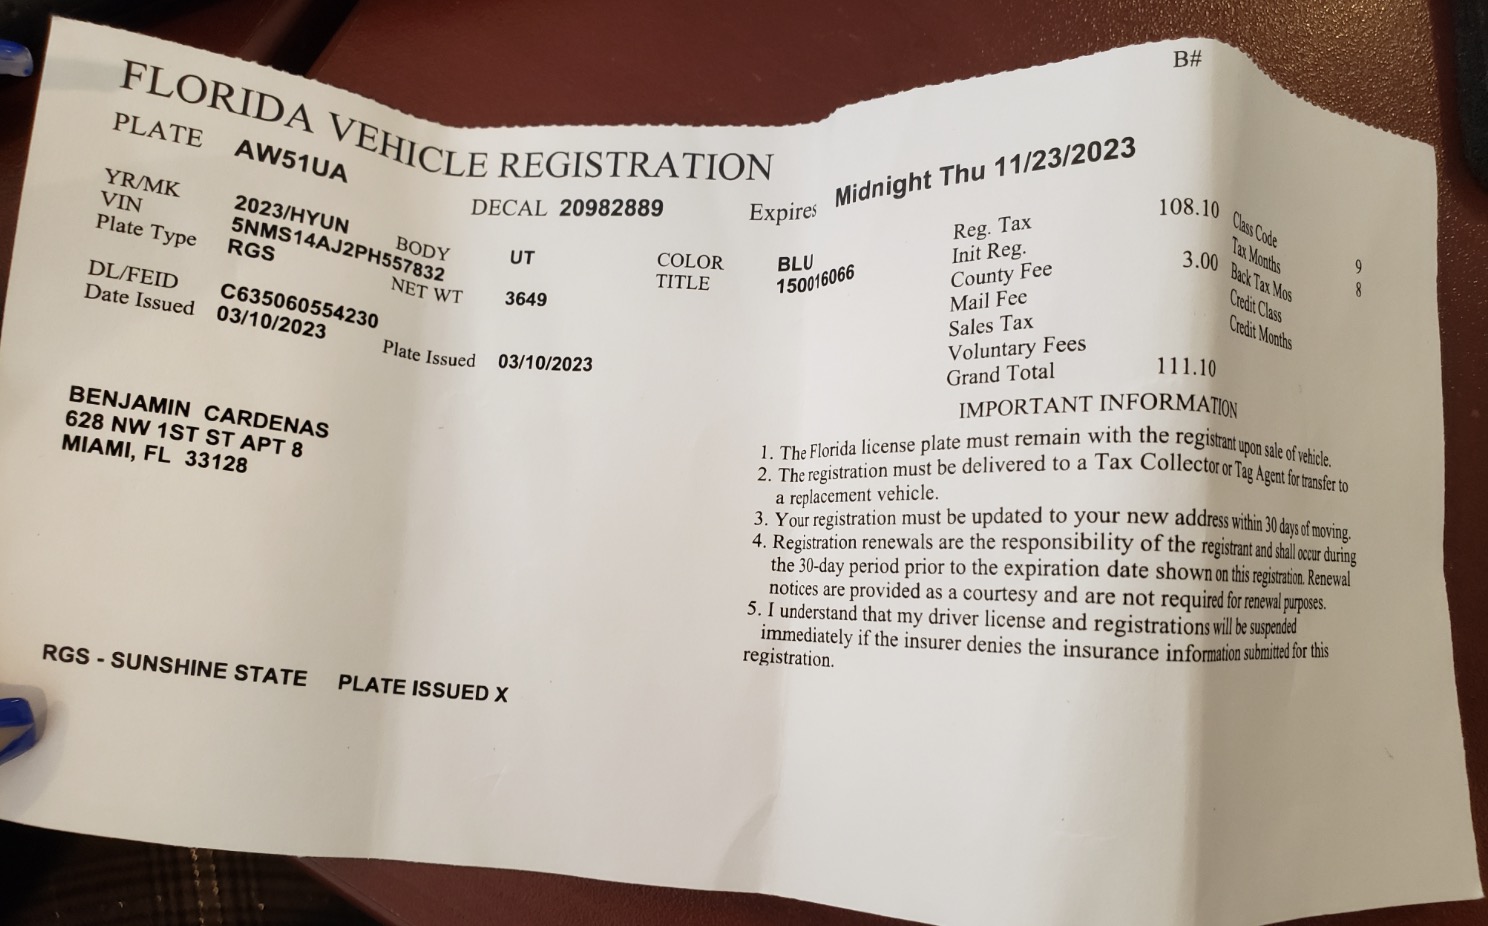 B#
FLORIDA VEHICLE REGISTRATION
PLATE AW51UA DECAL 20982889 Expires Midnight Thu 11/23/2023
YR/MK 2023/HYUN BODY UT COLOR BLU
VIN 5NMS14AJ2PH557832 TITLE 150016066
Plate Type RGS NET WT 3649
DL/FEID C635060554230
Date Issued 03/10/2023 Plate Issued 03/10/2023
BENJAMIN CARDENAS
628 NW 1ST ST APT 8
MIAMI, FL 33128
RGS - SUNSHINE STATE PLATE ISSUED X
Reg. Tax 108.10 Class Code
Init Reg. Tax Months 9
County Fee 3.00 Back Tax Mos 8
Mail Fee Credit Class
Sales Tax Credit Months
Voluntary Fees
Grand Total 111.10
IMPORTANT INFORMATION
1. The Florida license plate must remain with the registrant upon sale of vehicle.
2. The registration must be delivered to a Tax Collector or Tag Agent for transfer to
a replacement vehicle.
3. Your registration must be updated to your new address within 30 days of moving.
4. Registration renewals are the responsibility of the registrant and shall occur during
the 30-day period prior to the expiration date shown on this registration. Renewal
notices are provided as a courtesy and are not required for renewal purposes.
5. I understand that my driver license and registrations will be suspended
immediately if the insurer denies the insurance information submitted for this
registration.